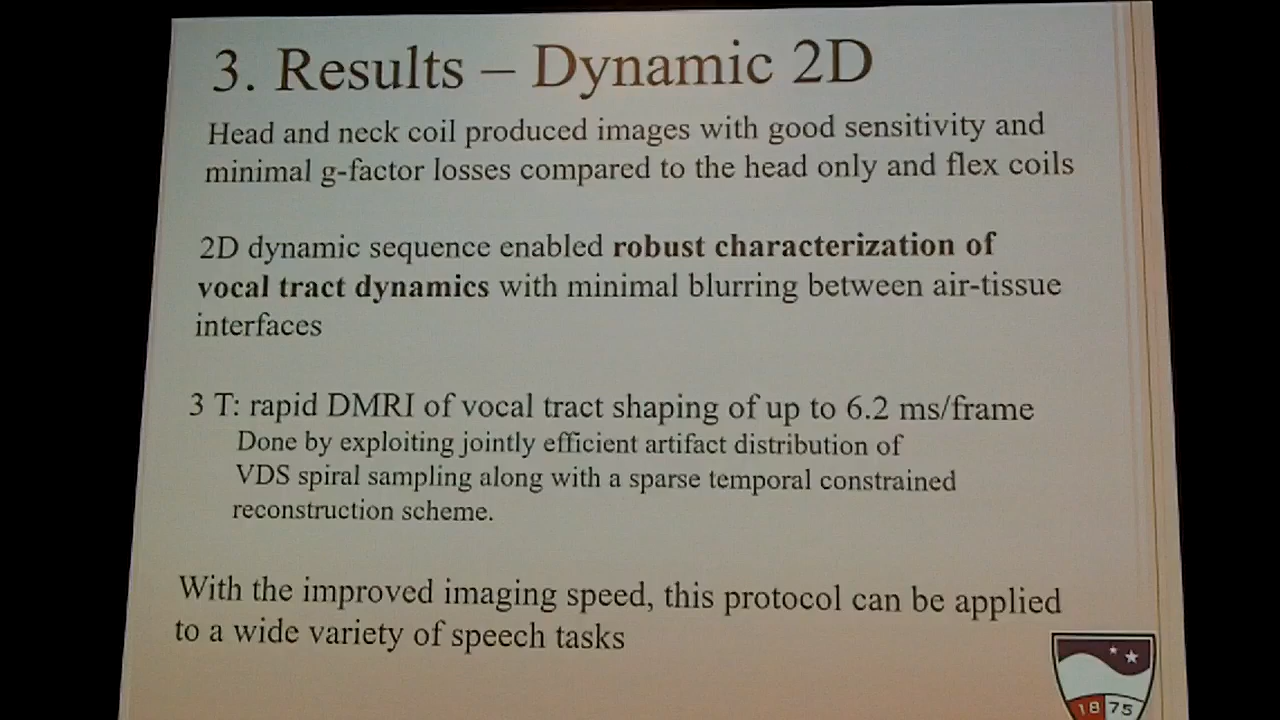 3. Results – Dynamic 2D
Head and neck coil produced images with good sensitivity and
minimal g-factor losses compared to the head only and flex coils
2D dynamic sequence enabled robust characterization of
vocal tract dynamics with minimal blurring between air-tissue
interfaces
3 T: rapid DMRI of vocal tract shaping of up to 6.2 ms/frame
Done by exploiting jointly efficient artifact distribution of
VDS spiral sampling along with a sparse temporal constrained
reconstruction scheme.
With the improved imaging speed, this protocol can be applied
to a wide variety of speech tasks
1875